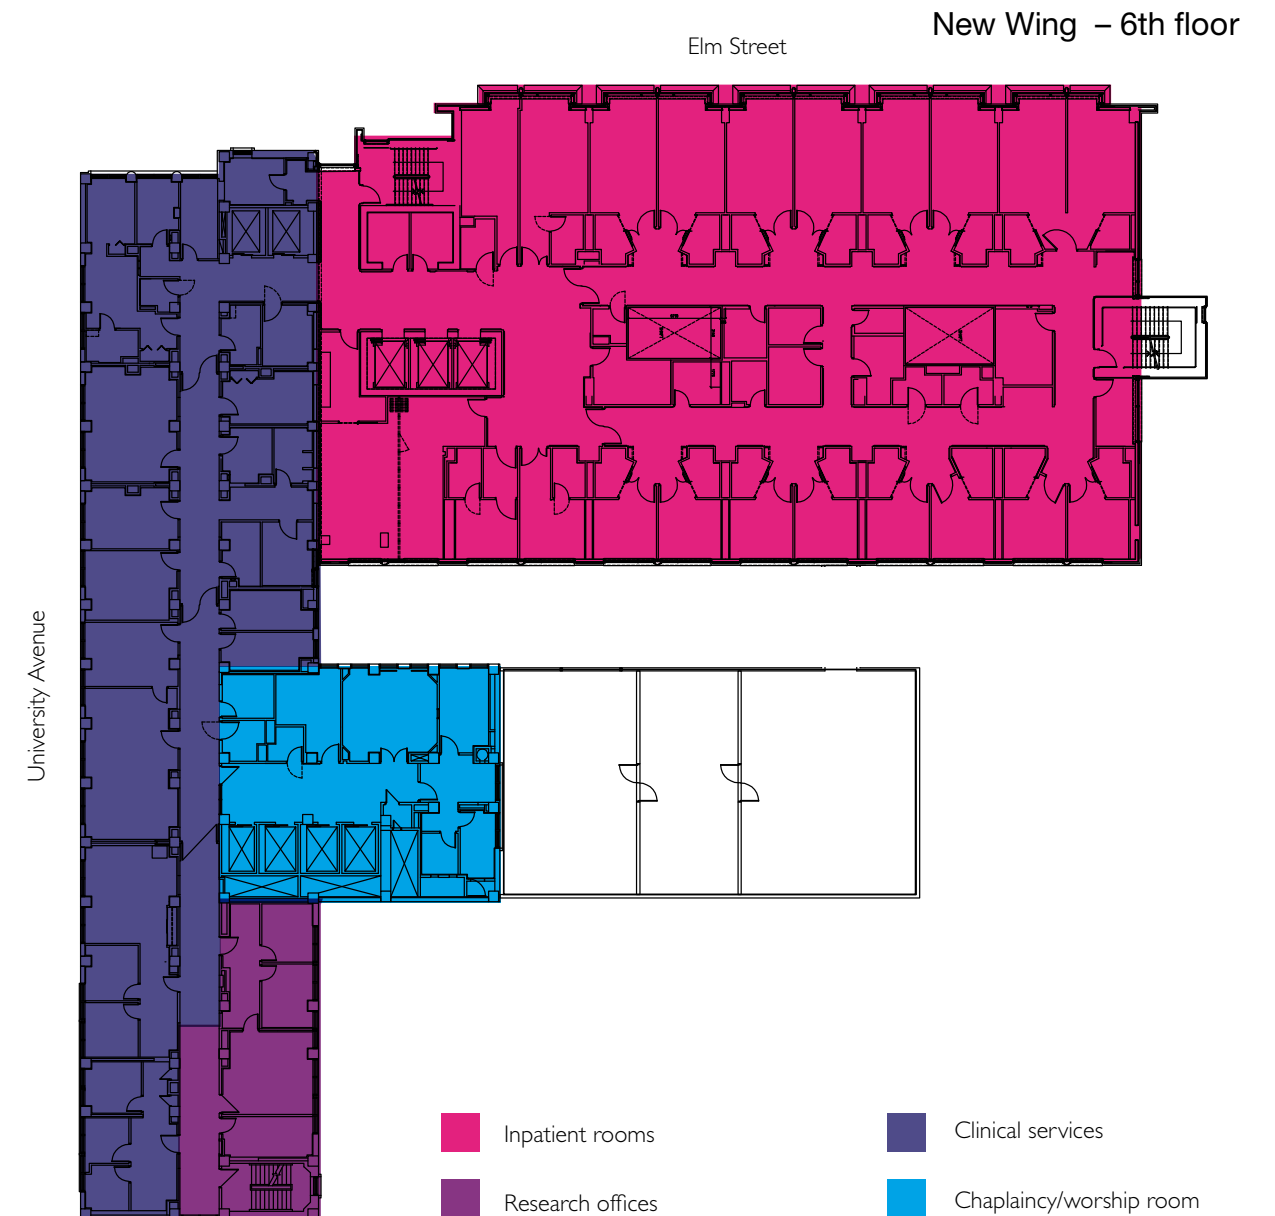 New Wing – 6th floor
Elm Street
University Avenue
Inpatient rooms
Clinical services
Research offices
Chaplaincy/worship room